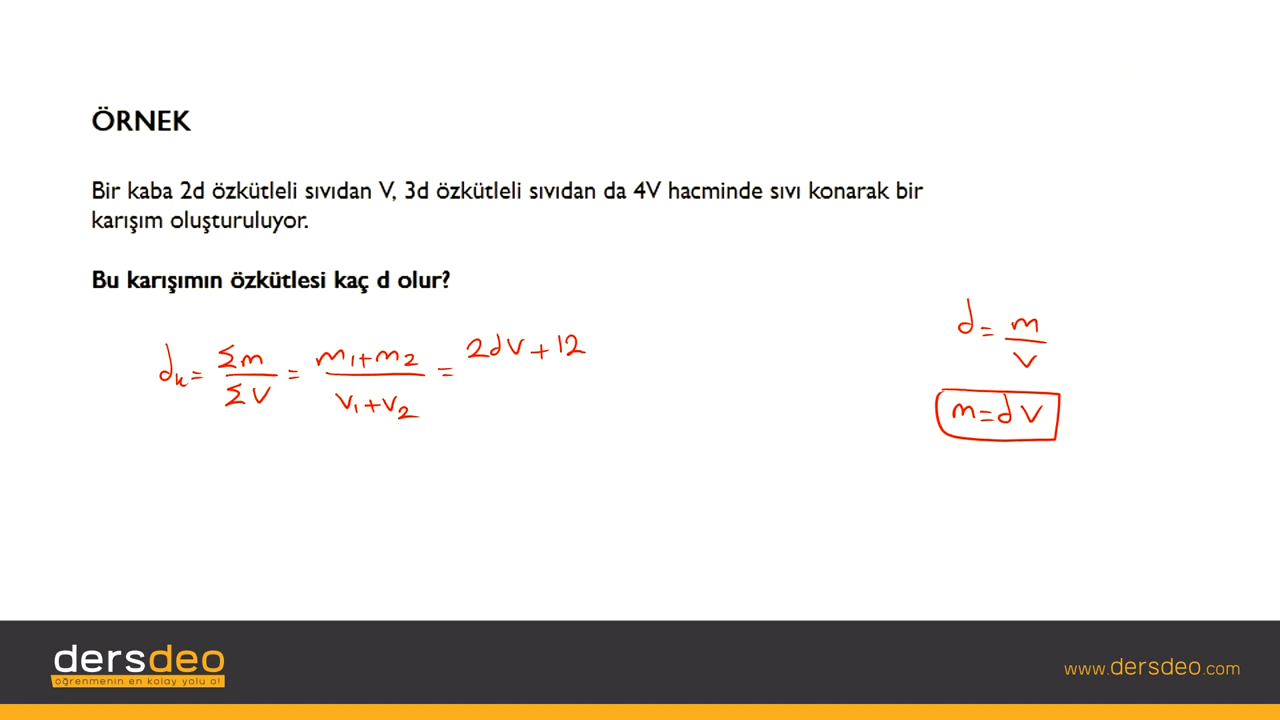 ÖRNEK
Bir kaba 2d özkütleli sıvıdan V, 3d özkütleli sıvıdan da 4V hacminde sıvı konarak bir
karışım oluşturuluyor.
Bu karışımın özkütlesi kaç d olur?
d = m / V
m = d V
dₖ = Σm / ΣV = m₁ + m₂ / V₁ + V₂ = 2dV + 12
dersdeo
öğrenmenin en kolay yolu o!
www.dersdeo.com